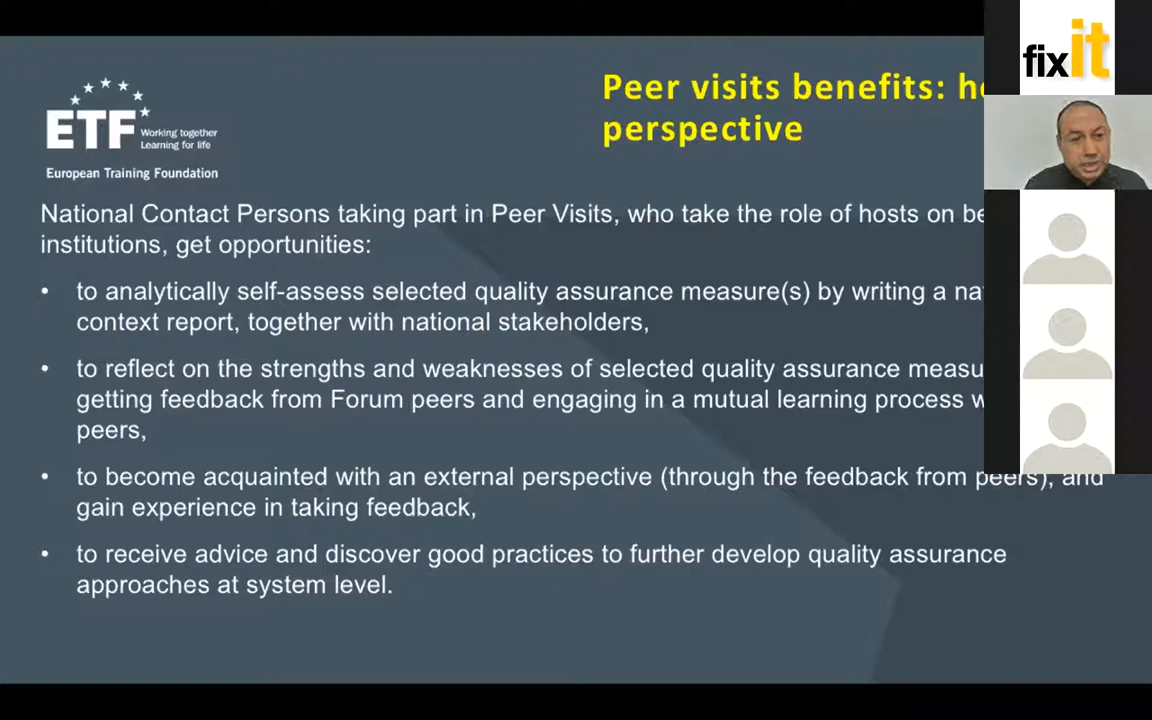 fixit
Peer visits benefits:
perspective
ETF Working together
Learning for life
European Training Foundation
National Contact Persons taking part in Peer Visits, who take the role of hosts on
institutions, get opportunities:
• to analytically self-assess selected quality assurance measure(s) by writing a
context report, together with national stakeholders,
• to reflect on the strengths and weaknesses of selected quality assurance
getting feedback from Forum peers and engaging in a mutual learning process
peers,
• to become acquainted with an external perspective (through the feedback from peers), and
gain experience in taking feedback,
• to receive advice and discover good practices to further develop quality assurance
approaches at system level.